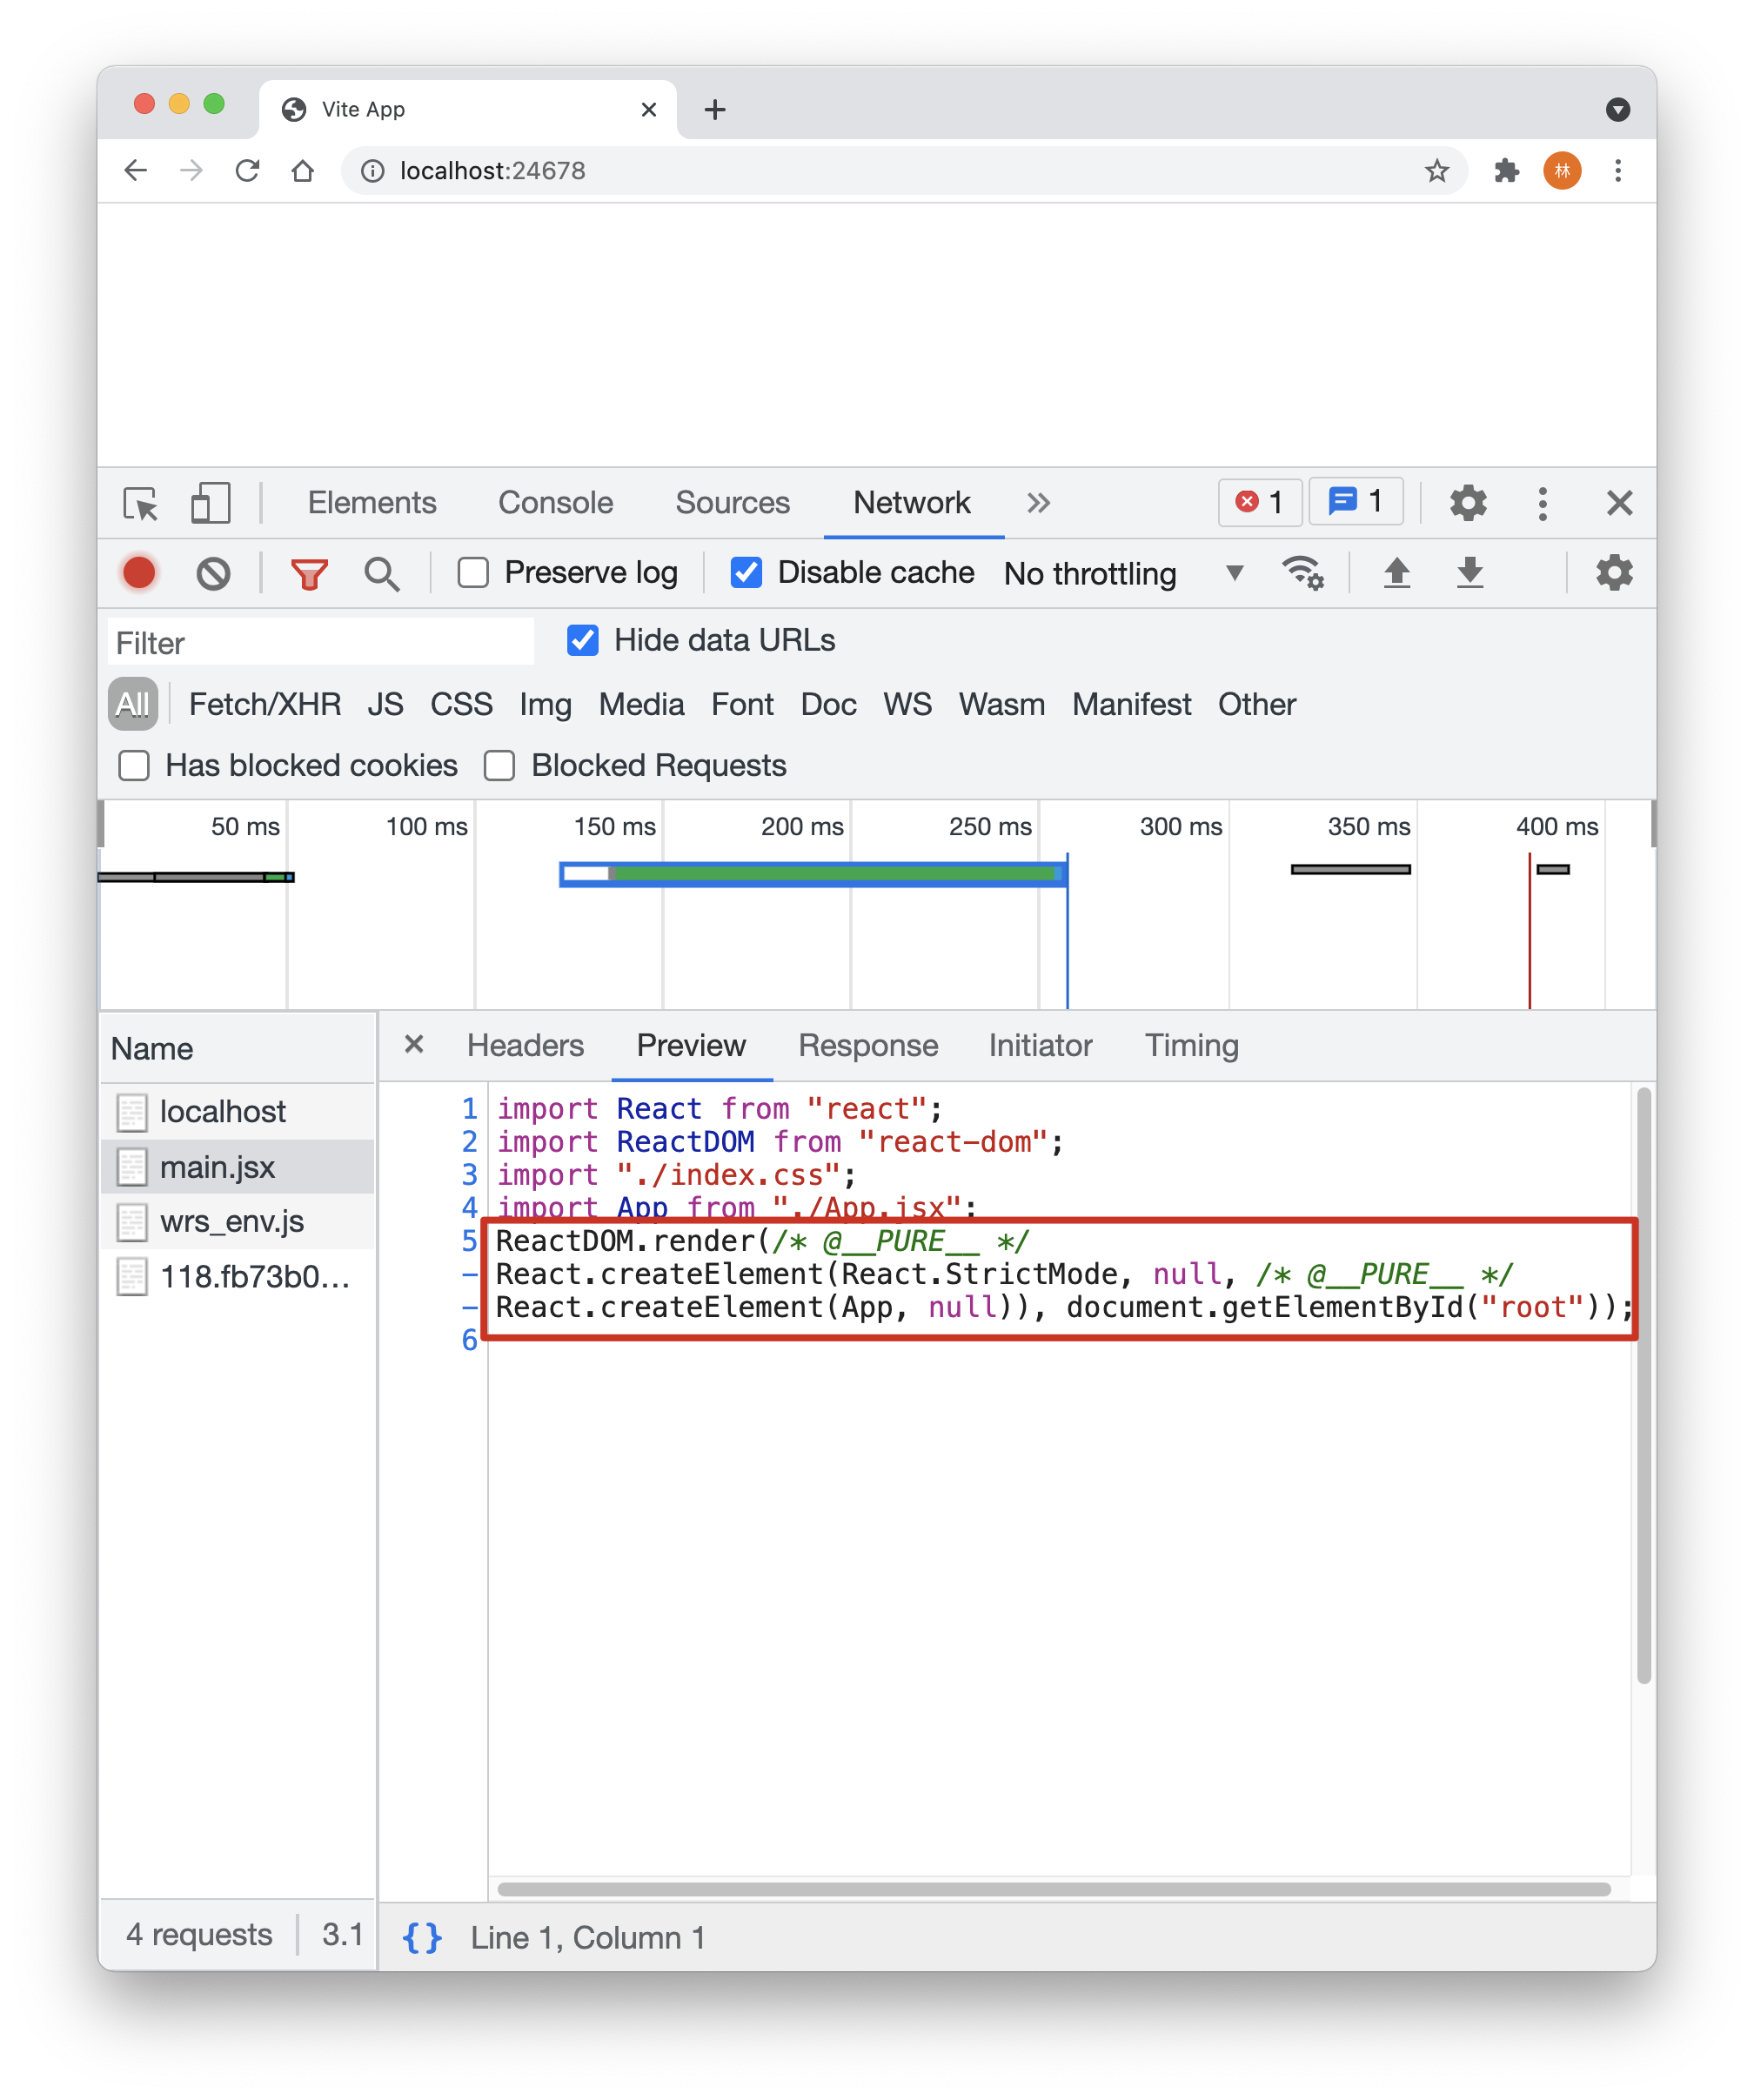 Vite App
localhost:24678
林
Elements Console Sources Network 1 1
Preserve log Disable cache No throttling
Filter Hide data URLs
All Fetch/XHR JS CSS Img Media Font Doc WS Wasm Manifest Other
Has blocked cookies Blocked Requests
50 ms 100 ms 150 ms 200 ms 250 ms 300 ms 350 ms 400 ms
Name
localhost
main.jsx
wrs_env.js
118.fb73b0...
4 requests 3.1
Headers Preview Response Initiator Timing
1 import React from "react";
2 import ReactDOM from "react-dom";
3 import "./index.css";
4 import App from "./App.jsx";
5 ReactDOM.render(/* @__PURE__ */
- React.createElement(React.StrictMode, null, /* @__PURE__ */
- React.createElement(App, null)), document.getElementById("root"));
6
{} Line 1, Column 1